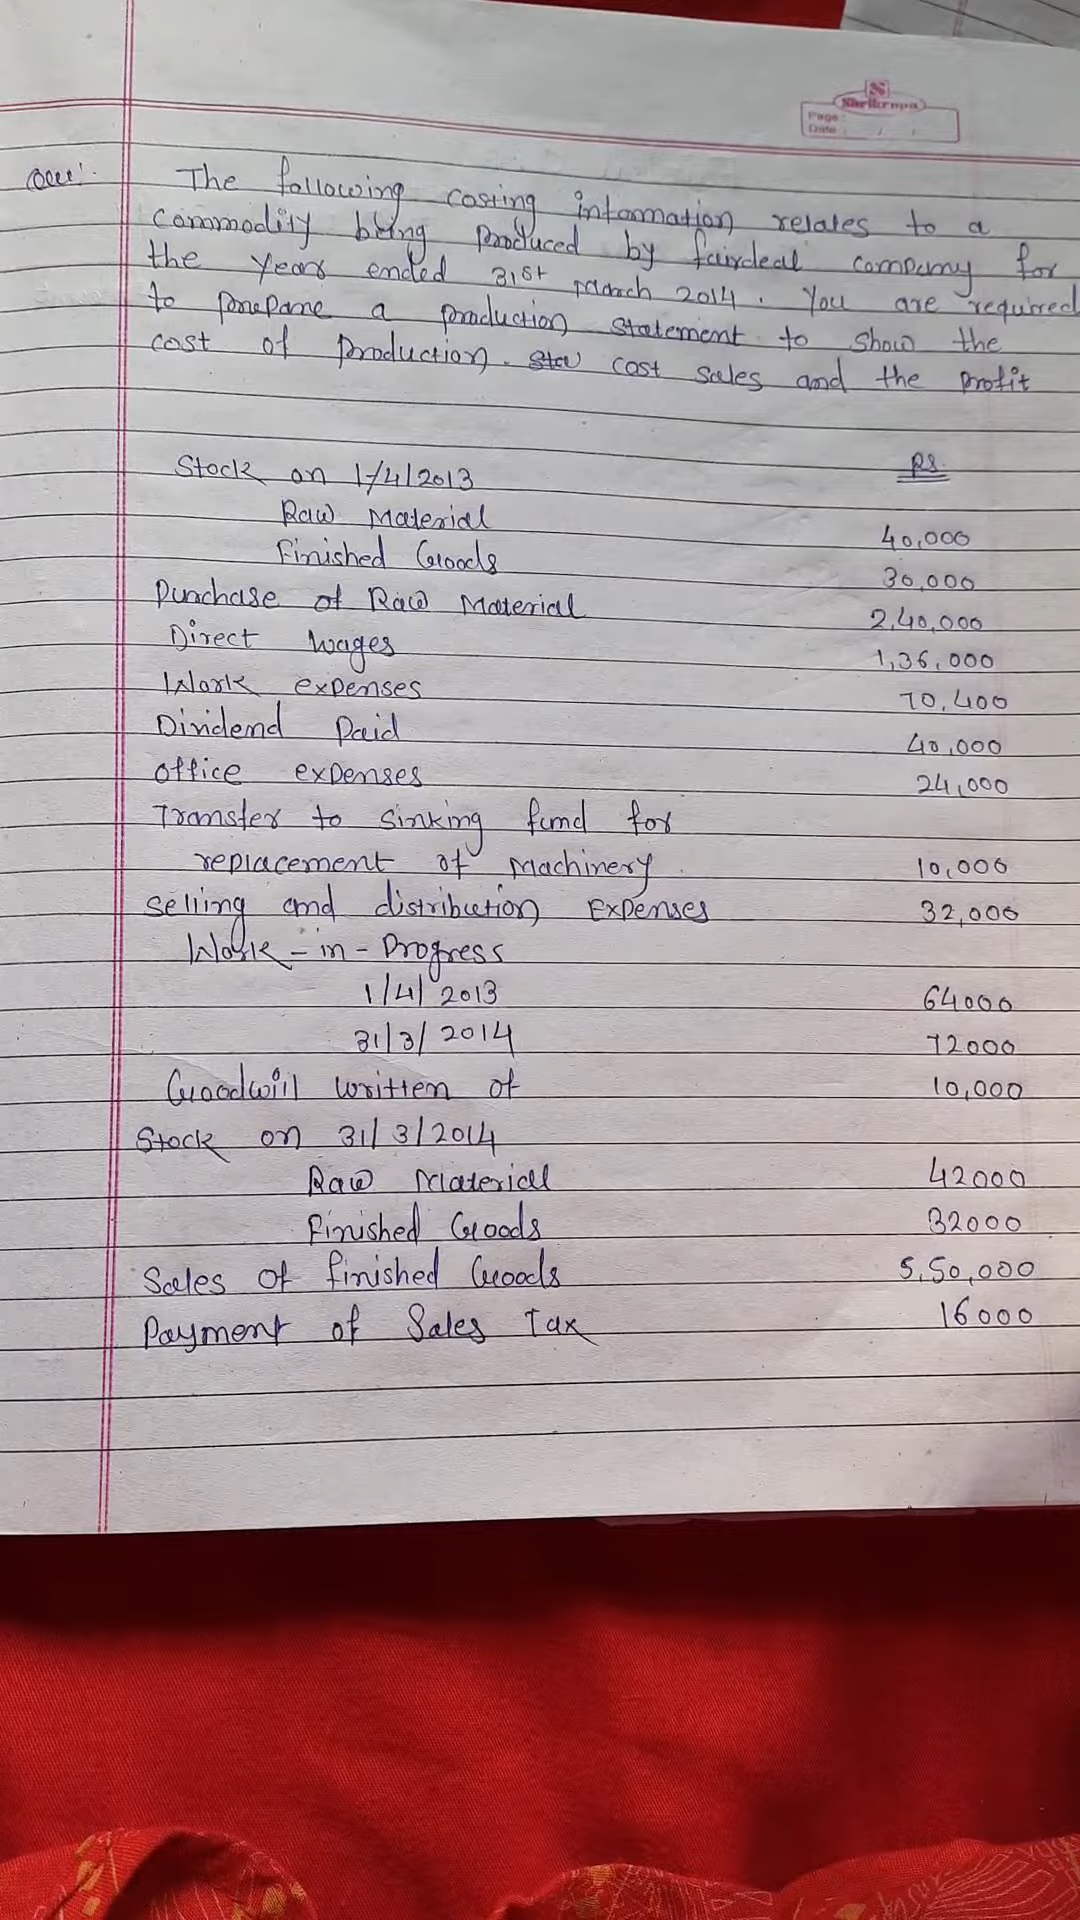 Shrikrupa
Page :
Date : / /
Que:. The following costing information relates to a
commodity being produced by fairdeal company for
the years ended 31st March 2014. You are required
to prepare a production statement to show the
cost of production. cost sales and the profit
Rs.
Stock on 1/4/2013
Raw Material 40,000
Finished Goods 30,000
Purchase of Raw Material 2,40,000
Direct wages 1,36,000
Work expenses 70,400
Dividend Paid 40,000
office expenses 24,000
Transfer to sinking fund for
replacement of Machinery. 10,000
selling and distribution Expenses 32,000
Work-in-Progress
1/4/2013 64000
31/3/2014 72000
Goodwill written of 10,000
Stock on 31/3/2014
Raw Material 42000
Finished Goods 32000
Sales of finished Goods 5,50,000
Payment of Sales Tax 16000